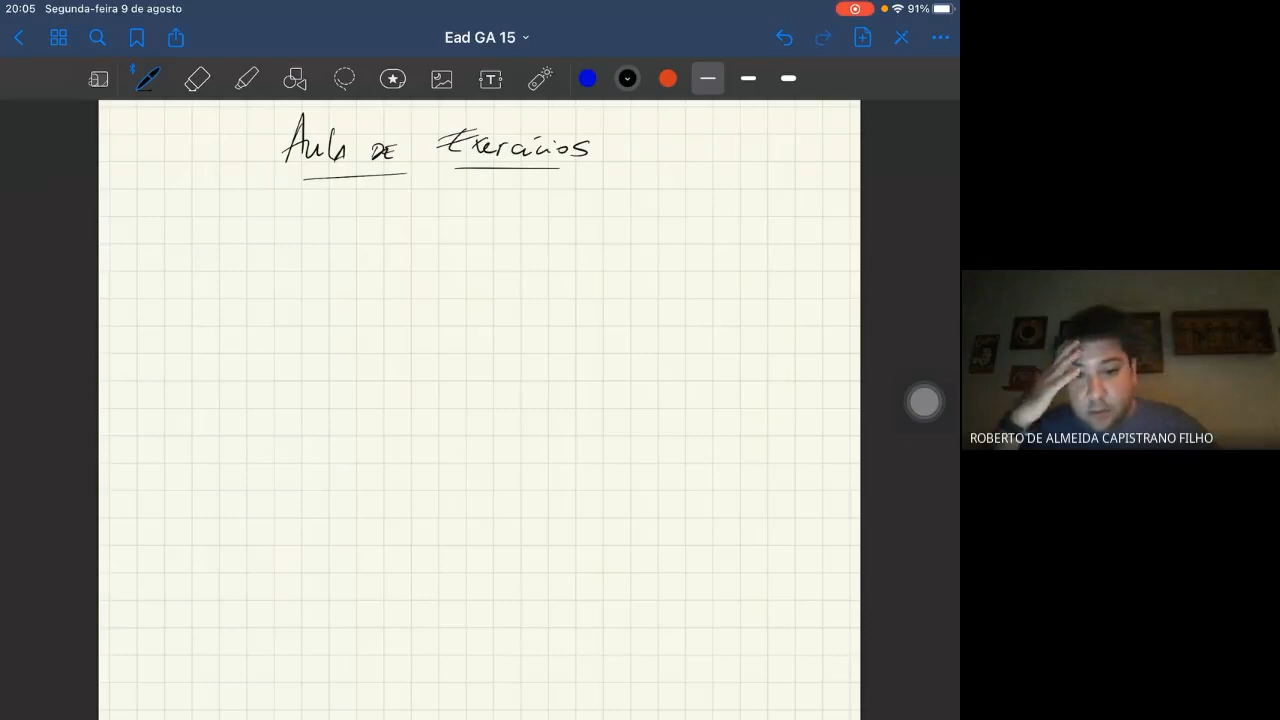 20:05 Segunda-feira 9 de agosto
91%
Ead GA 15
T
Aula DE Exercícios
ROBERTO DE ALMEIDA CAPISTRANO FILHO